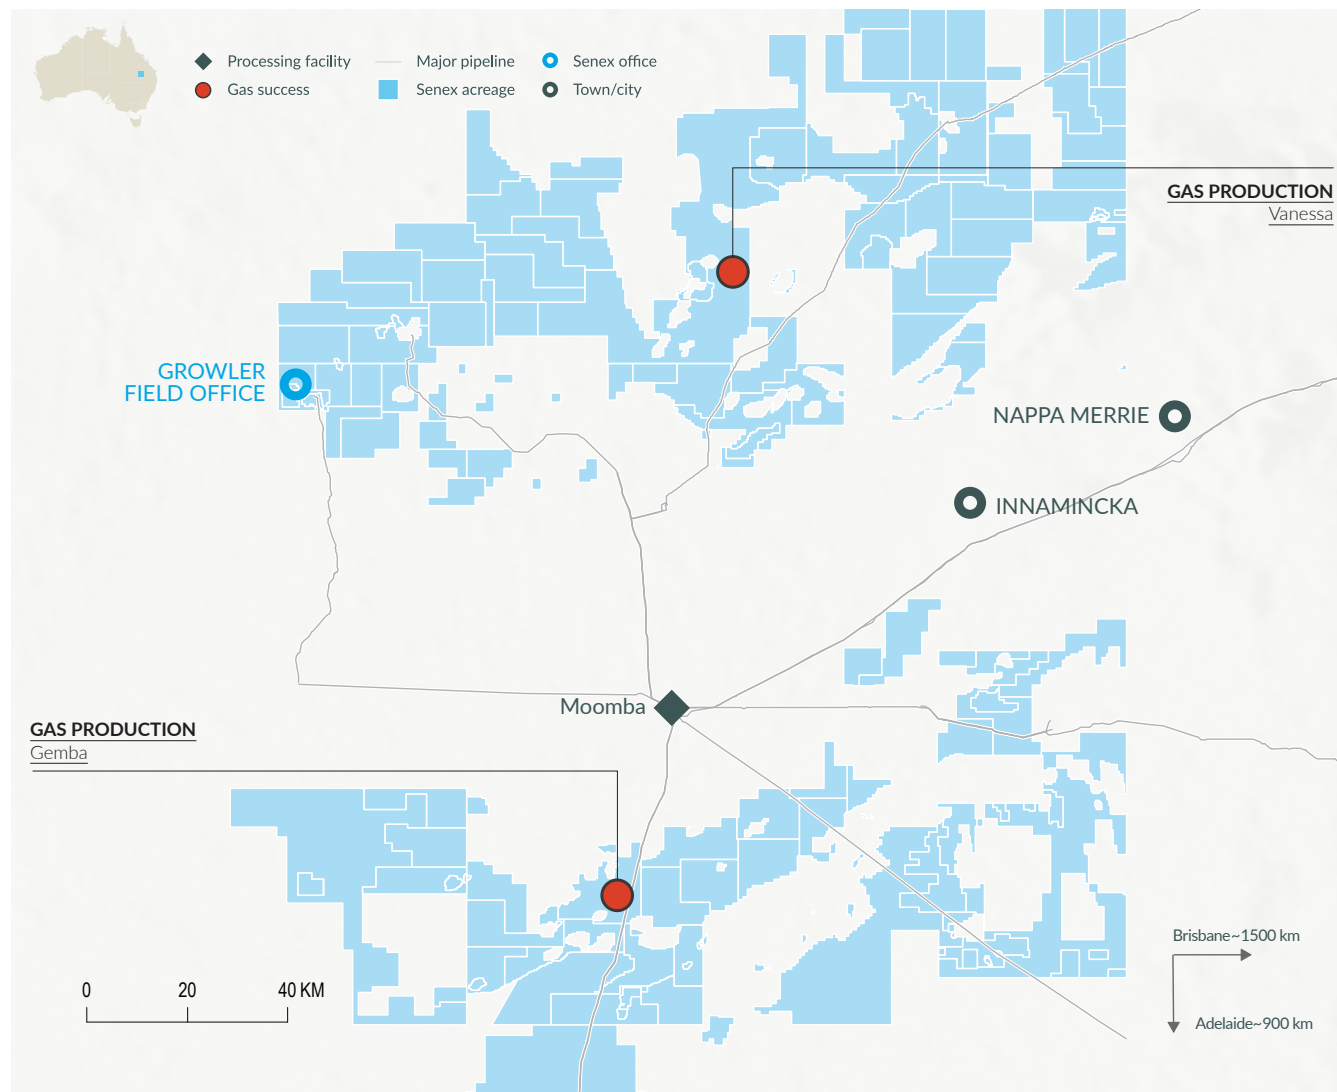 Processing facility
Major pipeline
Senex office
Gas success
Senex acreage
Town/city
GAS PRODUCTION
Vanessa
GROWLER
FIELD OFFICE
NAPPA MERRIE
INNAMINCKA
Moomba
GAS PRODUCTION
Gemba
Brisbane~1500 km
0 20 40 KM
Adelaide~900 km